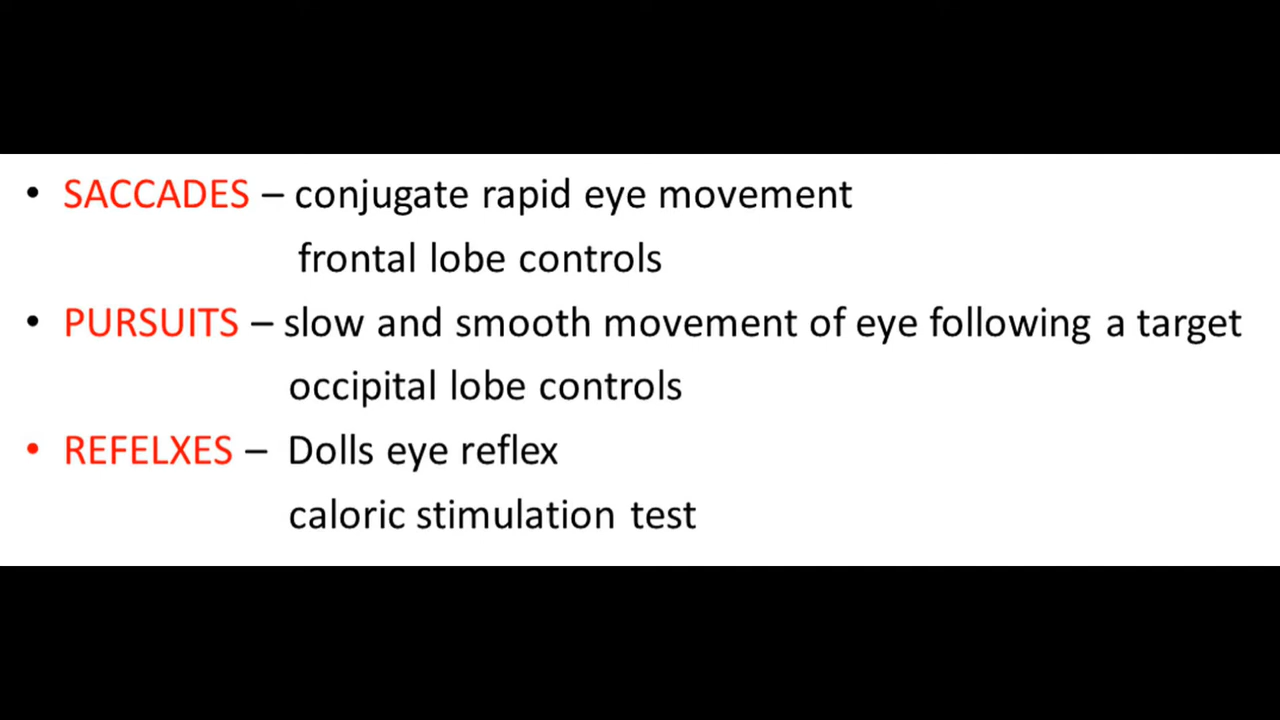 • SACCADES – conjugate rapid eye movement
frontal lobe controls
• PURSUITS – slow and smooth movement of eye following a target
occipital lobe controls
• REFELXES – Dolls eye reflex
caloric stimulation test